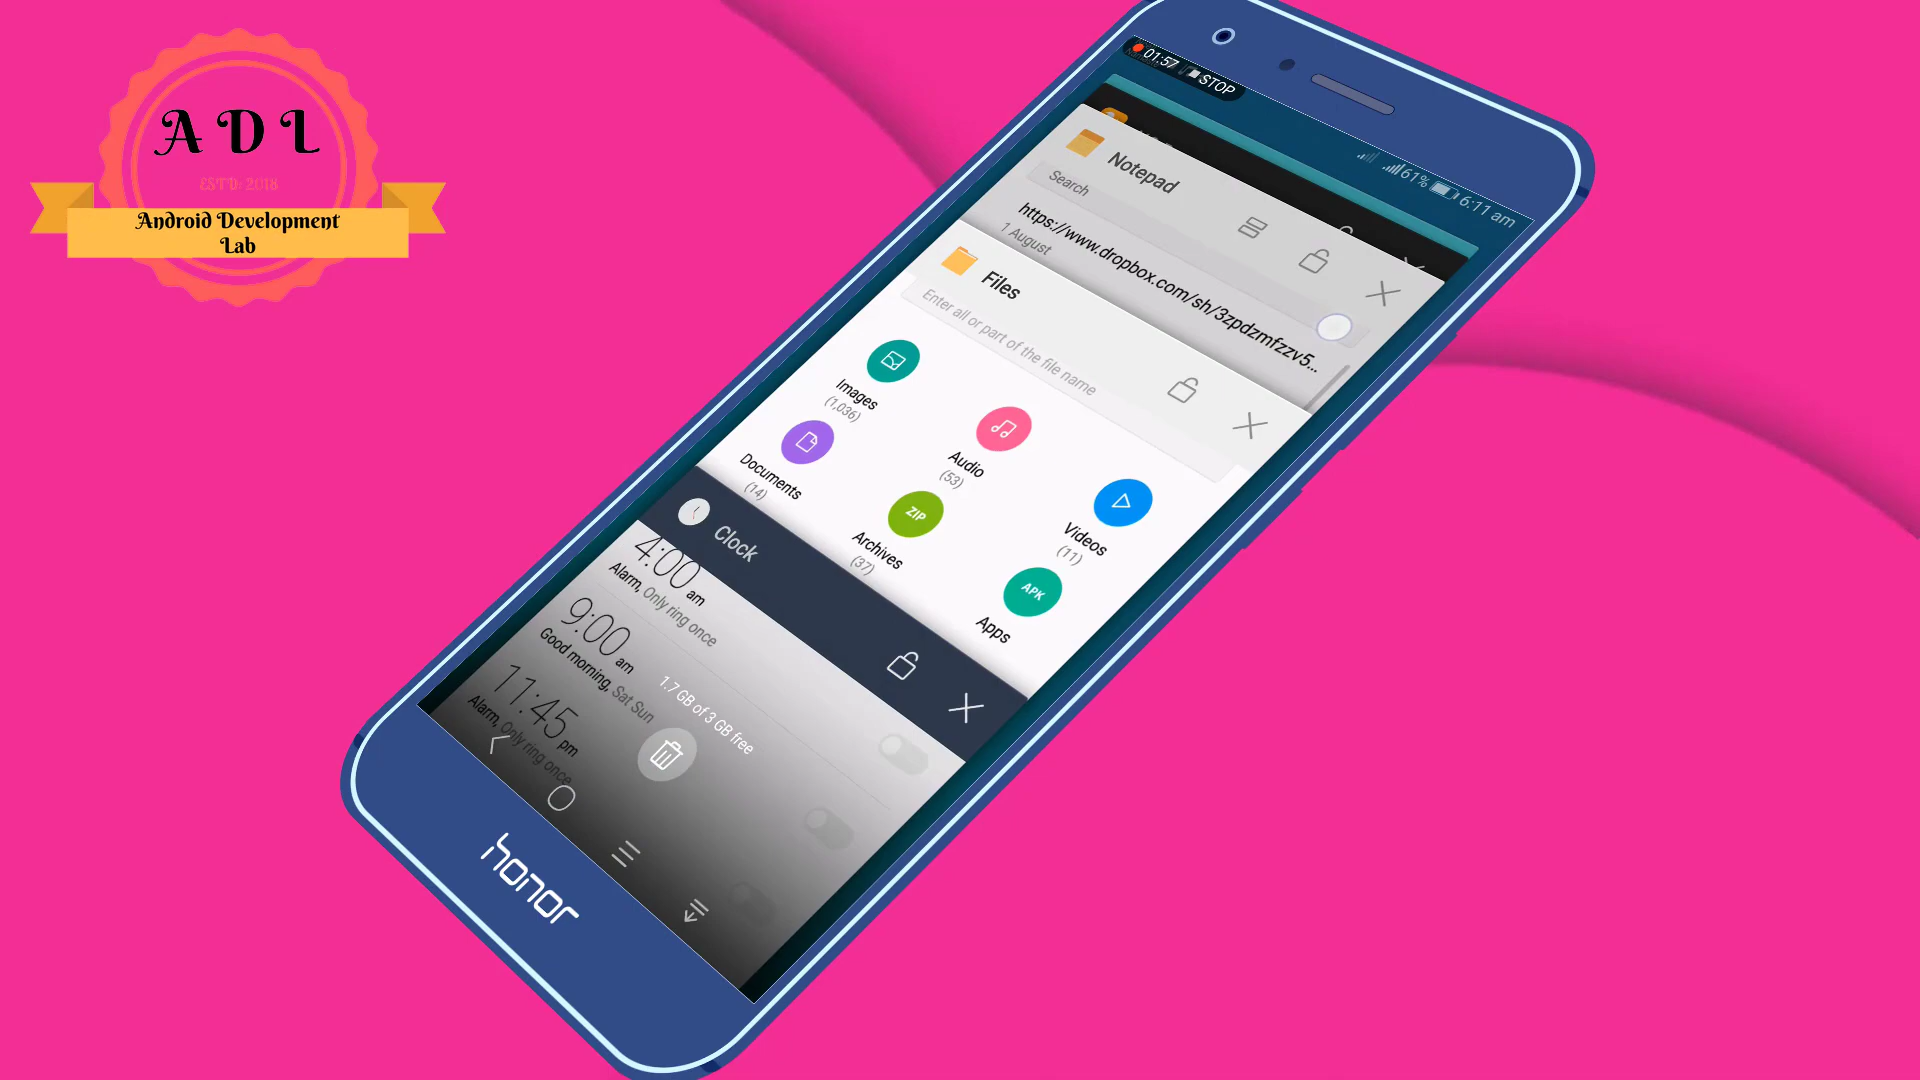 A D L
ESTD: 2018
Android Development
Lab
01:57 STOP
61% 6:11 am
Notepad
Search
https://www.dropbox.com/sh/3zpdzmfzzv5...
1 August
Files
Enter all or part of the file name
Images
(1,036)
Audio
(53)
Videos
(11)
Documents
(14)
ZIP
Archives
(37)
APK
Apps
Clock
4:00 am
Alarm, Only ring once
9:00 am
Good morning, Sat Sun
11:45 pm
Alarm, Only ring once
1.7 GB of 3 GB free
honor